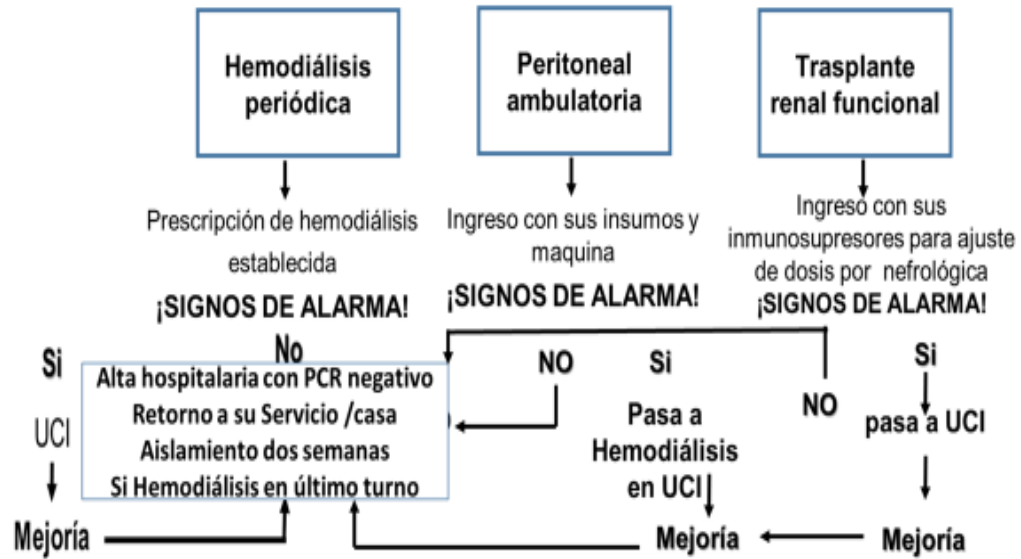 Hemodiálisis
periódica
Peritoneal
ambulatoria
Trasplante
renal funcional
Prescripción de hemodiálisis
establecida
¡SIGNOS DE ALARMA!
Ingreso con sus insumos y
maquina
¡SIGNOS DE ALARMA!
Ingreso con sus
inmunosupresores para ajuste
de dosis por nefrológica
¡SIGNOS DE ALARMA!
Si
UCI
Mejoría
No
Alta hospitalaria con PCR negativo
Retorno a su Servicio /casa
Aislamiento dos semanas
Si Hemodiálisis en último turno
NO
Si
Pasa a
Hemodiálisis
en UCI
Mejoría
NO
Si
pasa a UCI
Mejoría